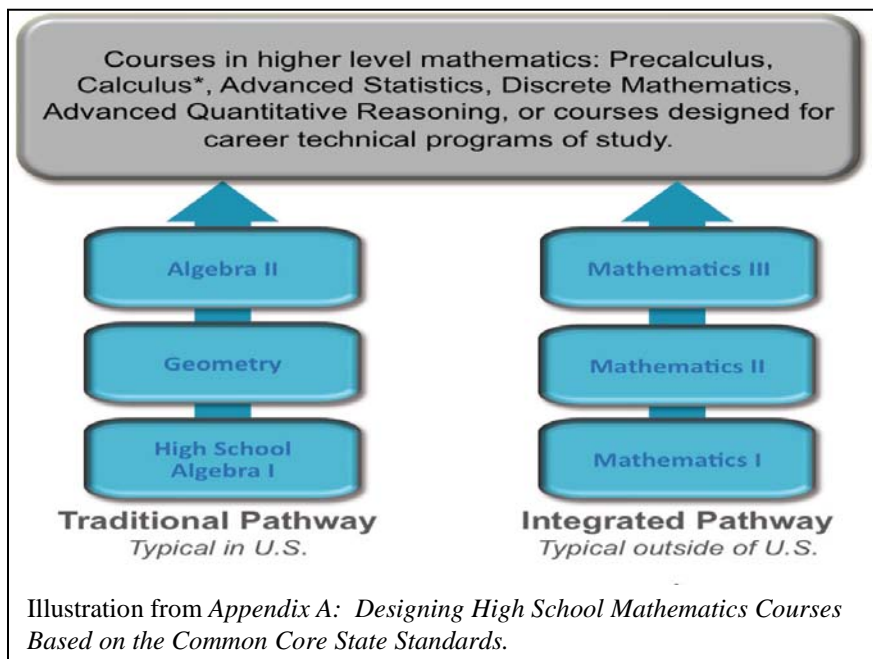 Courses in higher level mathematics: Precalculus,
Calculus*, Advanced Statistics, Discrete Mathematics,
Advanced Quantitative Reasoning, or courses designed for
career technical programs of study.
Algebra II
Geometry
High School
Algebra I
Traditional Pathway
Typical in U.S.
Mathematics III
Mathematics II
Mathematics I
Integrated Pathway
Typical outside of U.S.
Illustration from Appendix A: Designing High School Mathematics Courses
Based on the Common Core State Standards.